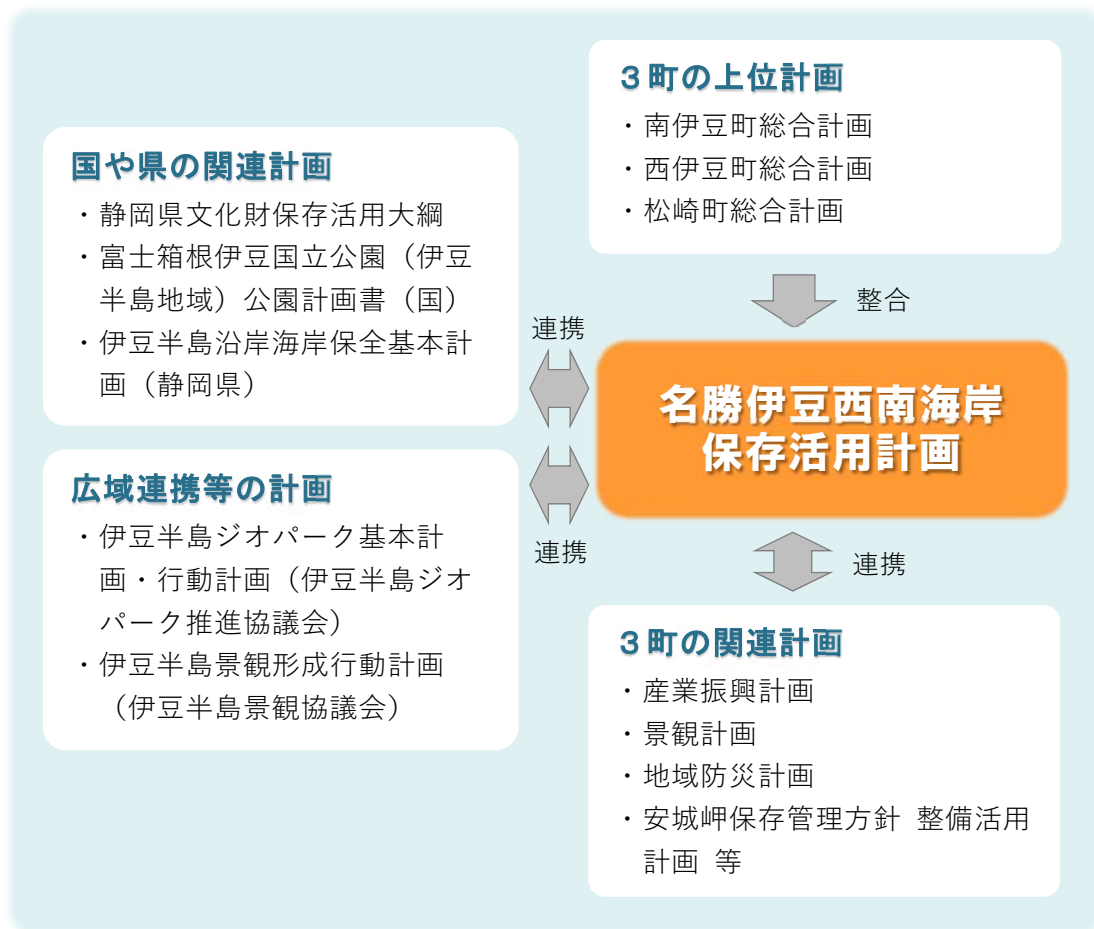 3町の上位計画
・南伊豆町総合計画
・西伊豆町総合計画
・松崎町総合計画
国や県の関連計画
・静岡県文化財保存活用大綱
・富士箱根伊豆国立公園（伊豆
半島地域）公園計画書（国）
・伊豆半島沿岸海岸保全基本計
画（静岡県）
整合
連携
名勝伊豆西南海岸
保存活用計画
広域連携等の計画
・伊豆半島ジオパーク基本計
画・行動計画（伊豆半島ジオ
パーク推進協議会）
・伊豆半島景観形成行動計画
（伊豆半島景観協議会）
連携
連携
3町の関連計画
・産業振興計画
・景観計画
・地域防災計画
・安城岬保存管理方針 整備活用
計画 等